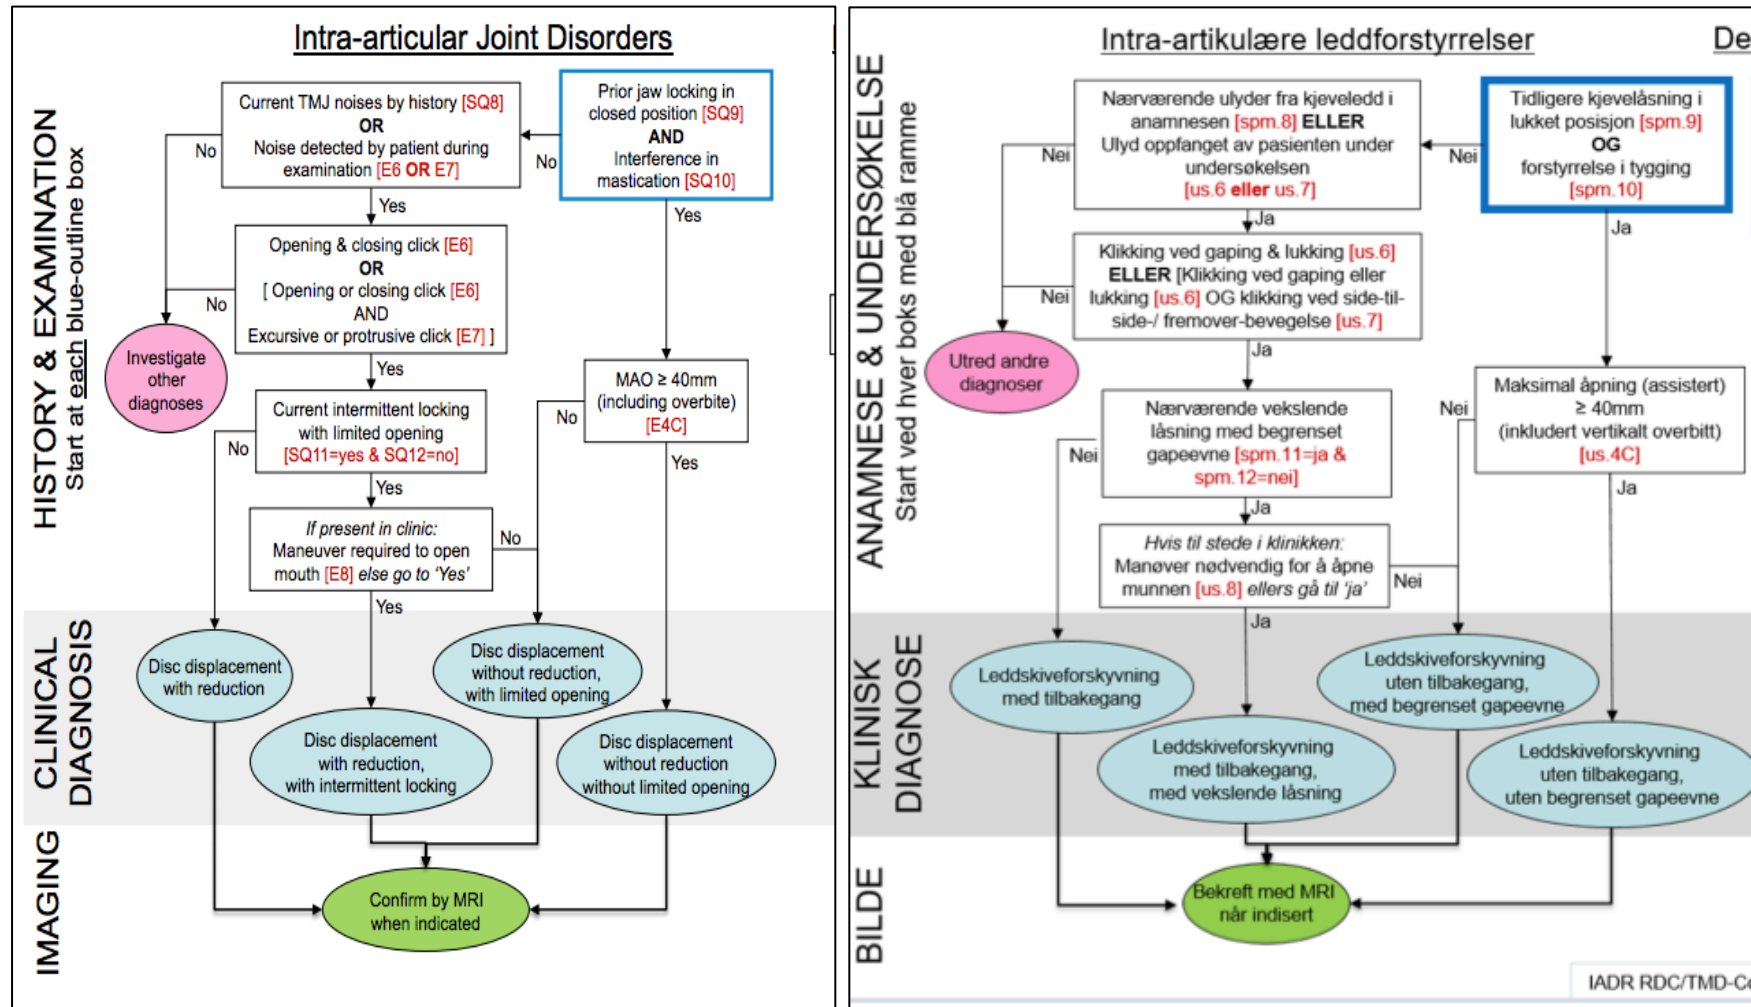 Intra-articular Joint Disorders
HISTORY & EXAMINATION
Start at each blue-outline box
Current TMJ noises by history [SQ8]
OR
Noise detected by patient during
examination [E6 OR E7]
Prior jaw locking in
closed position [SQ9]
AND
Interference in
mastication [SQ10]
No
No
Yes
Yes
Opening & closing click [E6]
OR
[ Opening or closing click [E6]
AND
Excursive or protrusive click [E7] ]
No
Investigate
other
diagnoses
Yes
MAO ≥ 40mm
(including overbite)
[E4C]
Current intermittent locking
with limited opening
[SQ11=yes & SQ12=no]
No
No
Yes
Yes
If present in clinic:
Maneuver required to open
mouth [E8] else go to 'Yes'
No
Yes
CLINICAL
DIAGNOSIS
Disc displacement
with reduction
Disc displacement
without reduction,
with limited opening
Disc displacement
with reduction,
with intermittent locking
Disc displacement
without reduction
without limited opening
IMAGING
Confirm by MRI
when indicated
Intra-artikulære leddforstyrrelser
De
ANAMNESE & UNDERSØKELSE
Start ved hver boks med blå ramme
Nærværende ulyder fra kjeveledd i
anamnesen [spm.8] ELLER
Ulyd oppfanget av pasienten under
undersøkelsen
[us.6 eller us.7]
Tidligere kjevelåsning i
lukket posisjon [spm.9]
OG
forstyrrelse i tygging
[spm.10]
Nei
Nei
Ja
Ja
Klikking ved gaping & lukking [us.6]
ELLER [Klikking ved gaping eller
lukking [us.6] OG klikking ved side-til-
side-/ fremover-bevegelse [us.7]
Nei
Utred andre
diagnoser
Ja
Maksimal åpning (assistert)
≥ 40mm
(inkludert vertikalt overbitt)
[us.4C]
Nærværende vekslende
låsning med begrenset
gapeevne [spm.11=ja &
spm.12=nei]
Nei
Nei
Ja
Ja
Hvis til stede i klinikken:
Manøver nødvendig for å åpne
munnen [us.8] ellers gå til 'ja'
Nei
Ja
KLINISK
DIAGNOSE
Leddskiveforskyvning
med tilbakegang
Leddskiveforskyvning
uten tilbakegang,
med begrenset gapeevne
Leddskiveforskyvning
med tilbakegang,
med vekslende låsning
Leddskiveforskyvning
uten tilbakegang,
uten begrenset gapeevne
BILDE
Bekreft med MRI
når indisert
IADR RDC/TMD-Co